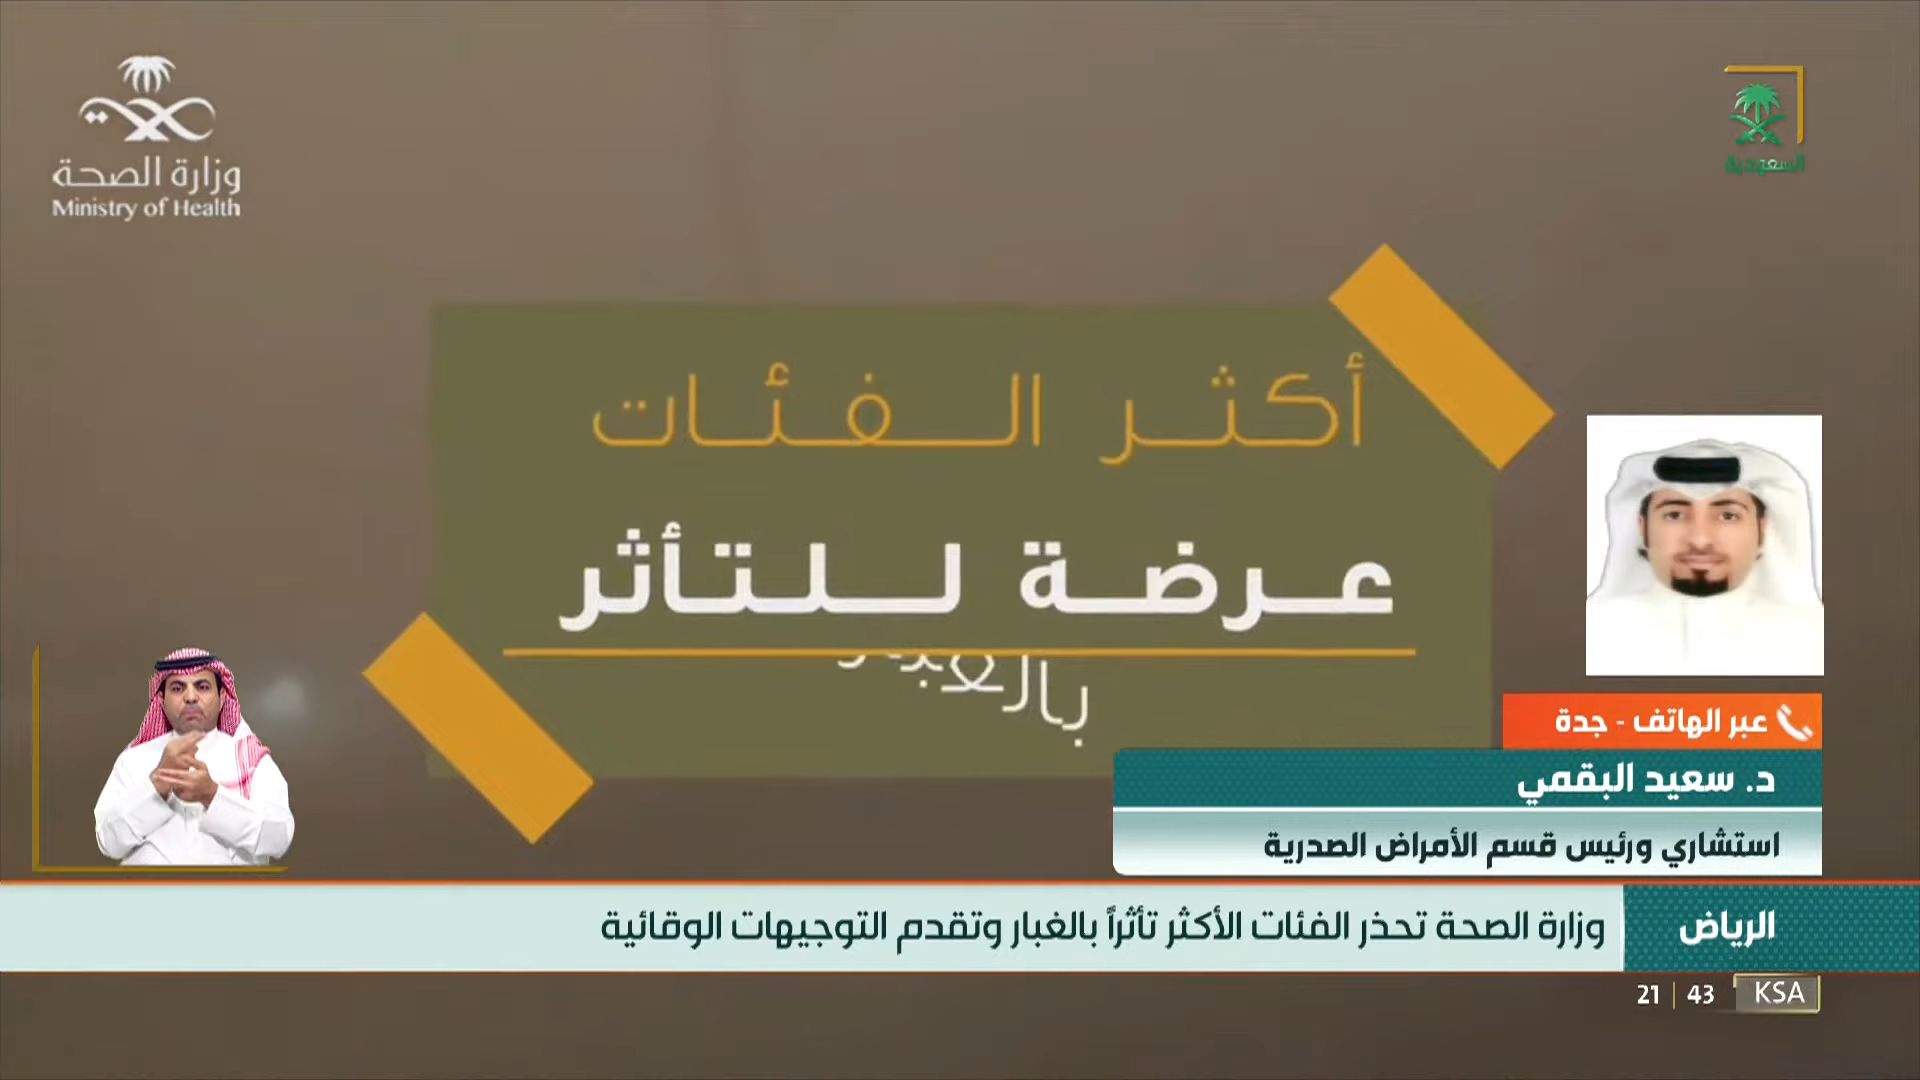 وزارة الصحة
Ministry of Health
السعودية
أكثر الفئات
عرضة للتأثر
عبر الهاتف - جدة
د. سعيد البقمي
استشاري ورئيس قسم الأمراض الصدرية
الرياض
وزارة الصحة تحذر الفئات الأكثر تأثراً بالغبار وتقدم التوجيهات الوقائية
21 | 43 KSA